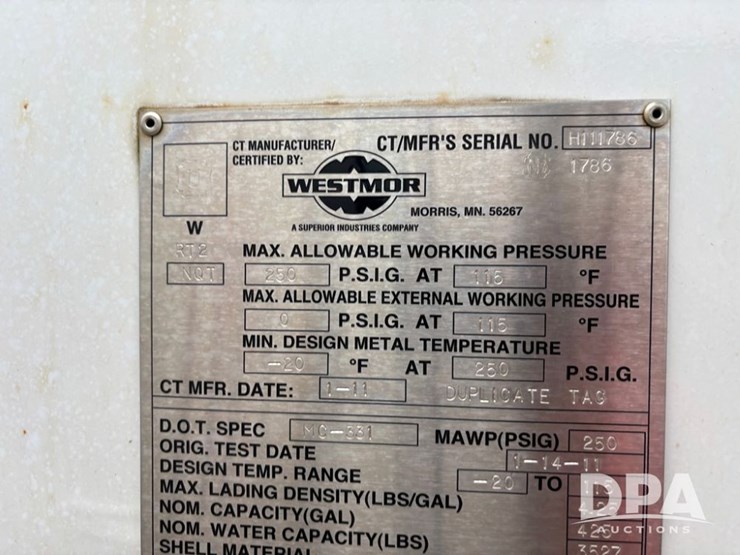 CT MANUFACTURER/
CERTIFIED BY:
CT/MFR'S SERIAL NO. H111786
1786
WESTMOR
MORRIS, MN. 56267
A SUPERIOR INDUSTRIES COMPANY
W
RT2
MAX. ALLOWABLE WORKING PRESSURE
NQT 250 P.S.I.G. AT 115 °F
MAX. ALLOWABLE EXTERNAL WORKING PRESSURE
0 P.S.I.G. AT 115 °F
MIN. DESIGN METAL TEMPERATURE
-20 °F AT 250 P.S.I.G.
CT MFR. DATE: 1-11 DUPLICATE TAG
D.O.T. SPEC MC-331 MAWP(PSIG) 250
ORIG. TEST DATE 1-14-11
DESIGN TEMP. RANGE -20 TO 115
MAX. LADING DENSITY(LBS/GAL) 4.25
NOM. CAPACITY(GAL) 425
NOM. WATER CAPACITY(LBS) 3527
SHELL MATERIAL
DPA
AUCTIONS